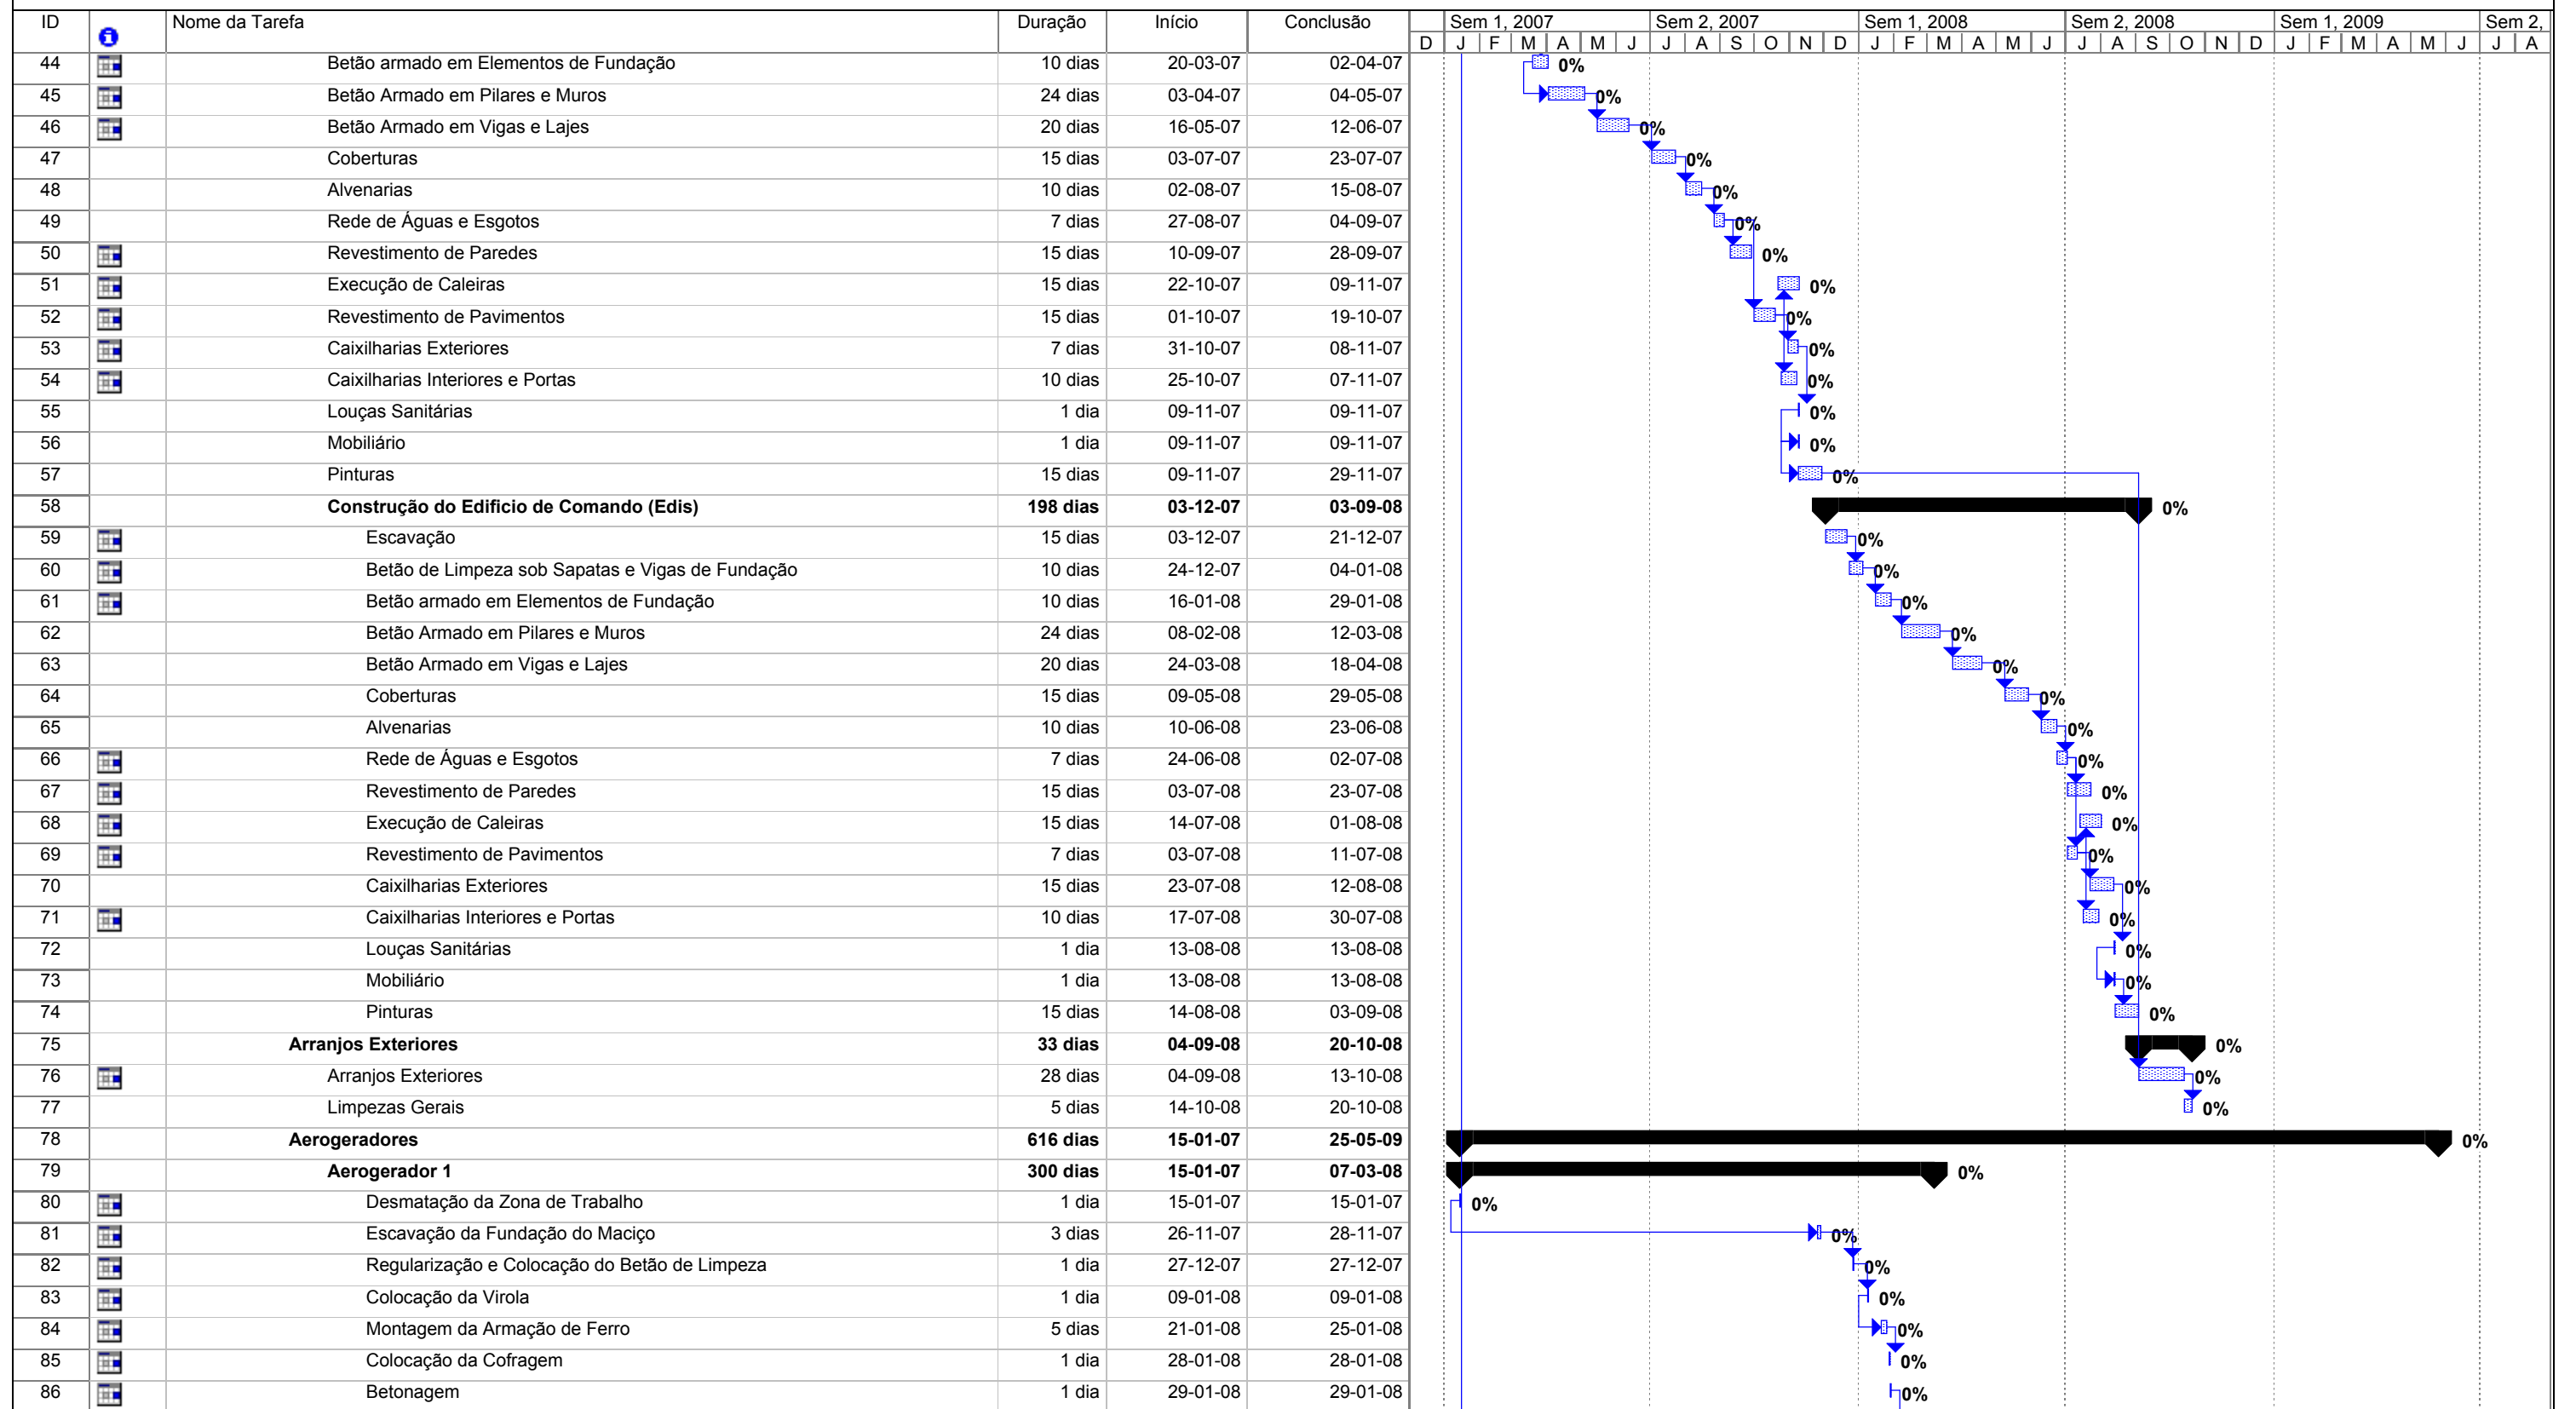 ID Nome da Tarefa Duração Início Conclusão Sem 1, 2007 Sem 2, 2007 Sem 1, 2008 Sem 2, 2008 Sem 1, 2009 Sem 2,
D J F M A M J J A S O N D J F M A M J J A S O N D J F M A M J J A
44 Betão armado em Elementos de Fundação 10 dias 20-03-07 02-04-07 0%
45 Betão Armado em Pilares e Muros 24 dias 03-04-07 04-05-07 0%
46 Betão Armado em Vigas e Lajes 20 dias 16-05-07 12-06-07 0%
47 Coberturas 15 dias 03-07-07 23-07-07 0%
48 Alvenarias 10 dias 02-08-07 15-08-07 0%
49 Rede de Águas e Esgotos 7 dias 27-08-07 04-09-07 0%
50 Revestimento de Paredes 15 dias 10-09-07 28-09-07 0%
51 Execução de Caleiras 15 dias 22-10-07 09-11-07 0%
52 Revestimento de Pavimentos 15 dias 01-10-07 19-10-07 0%
53 Caixilharias Exteriores 7 dias 31-10-07 08-11-07 0%
54 Caixilharias Interiores e Portas 10 dias 25-10-07 07-11-07 0%
55 Louças Sanitárias 1 dia 09-11-07 09-11-07 0%
56 Mobiliário 1 dia 09-11-07 09-11-07 0%
57 Pinturas 15 dias 09-11-07 29-11-07 0%
58 Construção do Edificio de Comando (Edis) 198 dias 03-12-07 03-09-08 0%
59 Escavação 15 dias 03-12-07 21-12-07 0%
60 Betão de Limpeza sob Sapatas e Vigas de Fundação 10 dias 24-12-07 04-01-08 0%
61 Betão armado em Elementos de Fundação 10 dias 16-01-08 29-01-08 0%
62 Betão Armado em Pilares e Muros 24 dias 08-02-08 12-03-08 0%
63 Betão Armado em Vigas e Lajes 20 dias 24-03-08 18-04-08 0%
64 Coberturas 15 dias 09-05-08 29-05-08 0%
65 Alvenarias 10 dias 10-06-08 23-06-08 0%
66 Rede de Águas e Esgotos 7 dias 24-06-08 02-07-08 0%
67 Revestimento de Paredes 15 dias 03-07-08 23-07-08 0%
68 Execução de Caleiras 15 dias 14-07-08 01-08-08 0%
69 Revestimento de Pavimentos 7 dias 03-07-08 11-07-08 0%
70 Caixilharias Exteriores 15 dias 23-07-08 12-08-08 0%
71 Caixilharias Interiores e Portas 10 dias 17-07-08 30-07-08 0%
72 Louças Sanitárias 1 dia 13-08-08 13-08-08 0%
73 Mobiliário 1 dia 13-08-08 13-08-08 0%
74 Pinturas 15 dias 14-08-08 03-09-08 0%
75 Arranjos Exteriores 33 dias 04-09-08 20-10-08 0%
76 Arranjos Exteriores 28 dias 04-09-08 13-10-08 0%
77 Limpezas Gerais 5 dias 14-10-08 20-10-08 0%
78 Aerogeradores 616 dias 15-01-07 25-05-09 0%
79 Aerogerador 1 300 dias 15-01-07 07-03-08 0%
80 Desmatação da Zona de Trabalho 1 dia 15-01-07 15-01-07 0%
81 Escavação da Fundação do Maciço 3 dias 26-11-07 28-11-07 0%
82 Regularização e Colocação do Betão de Limpeza 1 dia 27-12-07 27-12-07 0%
83 Colocação da Virola 1 dia 09-01-08 09-01-08 0%
84 Montagem da Armação de Ferro 5 dias 21-01-08 25-01-08 0%
85 Colocação da Cofragem 1 dia 28-01-08 28-01-08 0%
86 Betonagem 1 dia 29-01-08 29-01-08 0%